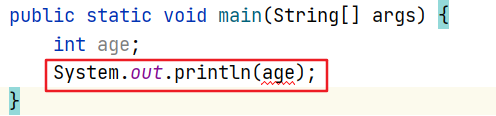 public static void main(String[] args) {
    int age;
    System.out.println(age);
}